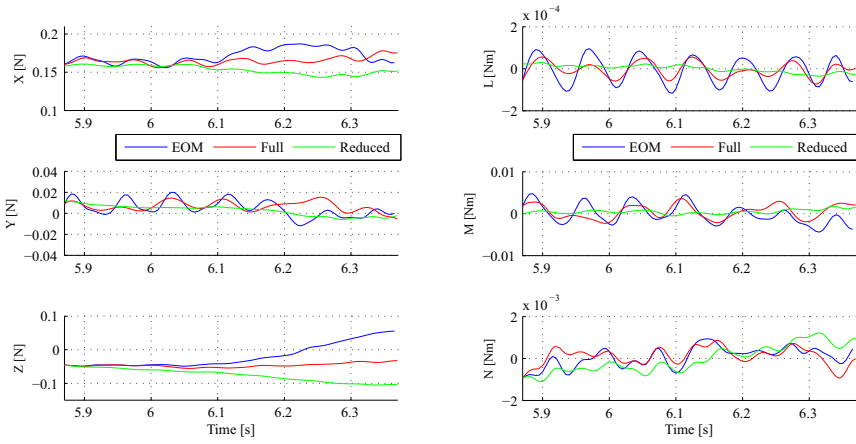 0.2
0.15
0.1
X [N]
5.9 6 6.1 6.2 6.3
EOM Full Reduced
0.04
0.02
0
−0.02
−0.04
Y [N]
5.9 6 6.1 6.2 6.3
0.1
0
−0.1
Z [N]
5.9 6 6.1 6.2 6.3
Time [s]
x 10⁻⁴
2
0
−2
L [Nm]
5.9 6 6.1 6.2 6.3
EOM Full Reduced
0.01
0
−0.01
M [Nm]
5.9 6 6.1 6.2 6.3
x 10⁻³
2
0
−2
N [Nm]
5.9 6 6.1 6.2 6.3
Time [s]